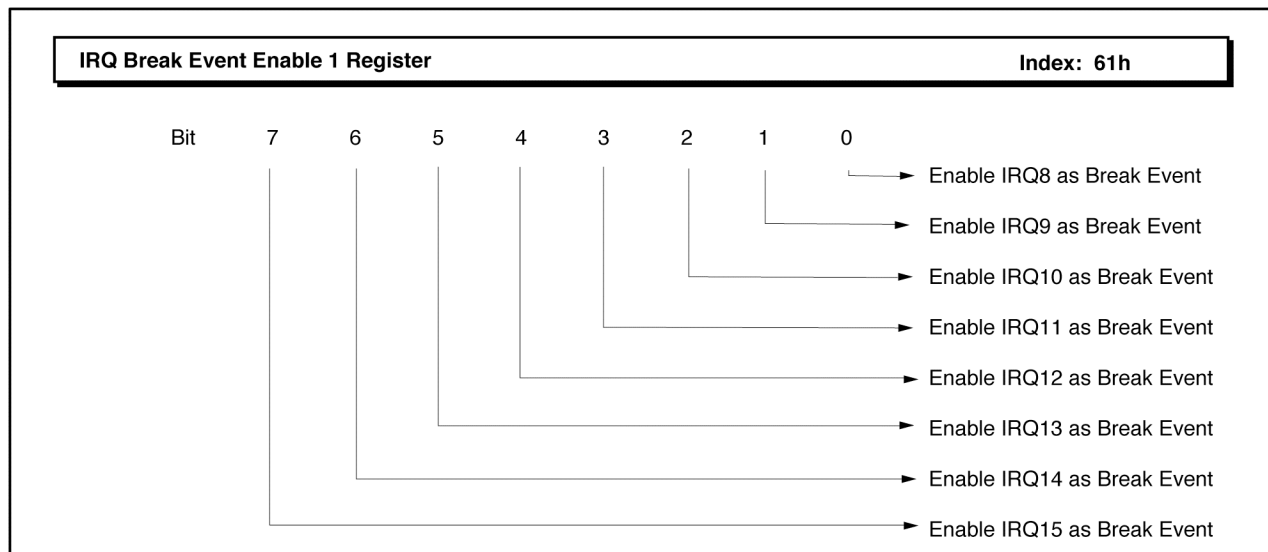 IRQ Break Event Enable 1 Register Index: 61h
Bit 7 6 5 4 3 2 1 0
Enable IRQ8 as Break Event
Enable IRQ9 as Break Event
Enable IRQ10 as Break Event
Enable IRQ11 as Break Event
Enable IRQ12 as Break Event
Enable IRQ13 as Break Event
Enable IRQ14 as Break Event
Enable IRQ15 as Break Event